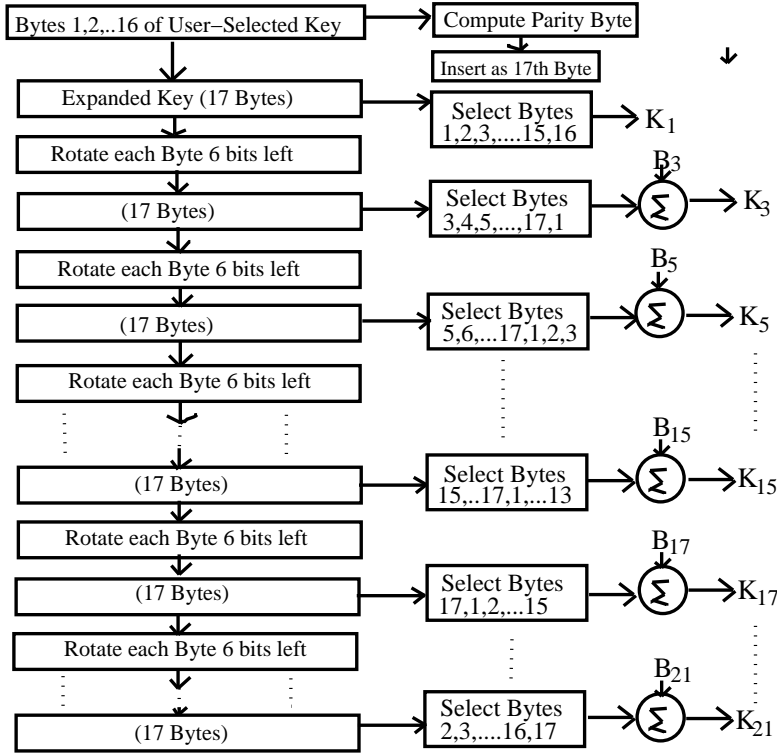 Bytes 1,2,..16 of User–Selected Key
Compute Parity Byte
Insert as 17th Byte
Expanded Key (17 Bytes)
Select Bytes
1,2,3,....15,16
K1
Rotate each Byte 6 bits left
B3
(17 Bytes)
Select Bytes
3,4,5,...,17,1
Σ
K3
Rotate each Byte 6 bits left
B5
(17 Bytes)
Select Bytes
5,6,...17,1,2,3
Σ
K5
Rotate each Byte 6 bits left
B15
(17 Bytes)
Select Bytes
15,..17,1,...13
Σ
K15
Rotate each Byte 6 bits left
B17
(17 Bytes)
Select Bytes
17,1,2,...15
Σ
K17
Rotate each Byte 6 bits left
B21
(17 Bytes)
Select Bytes
2,3,....16,17
Σ
K21